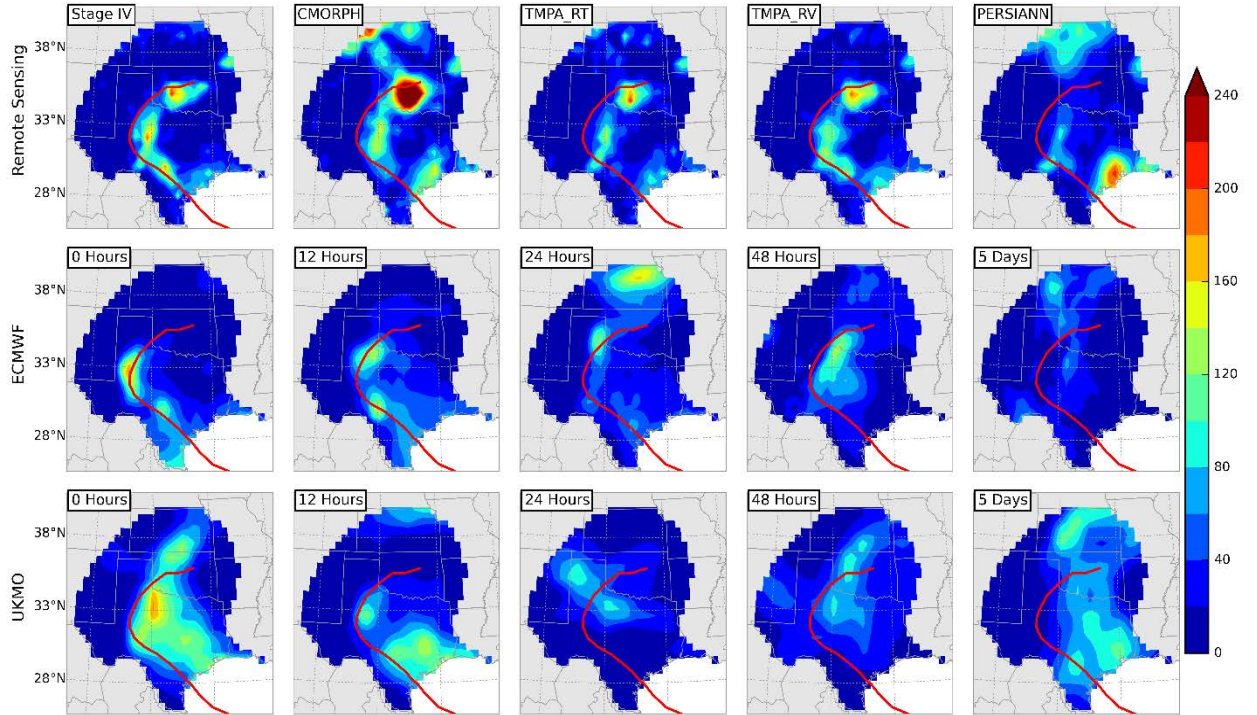 Stage IV
CMORPH
TMPA_RT
TMPA_RV
PERSIANN
Remote Sensing
38°N
33°N
28°N
0 Hours
12 Hours
24 Hours
48 Hours
5 Days
ECMWF
38°N
33°N
28°N
0 Hours
12 Hours
24 Hours
48 Hours
5 Days
UKMO
38°N
33°N
28°N
240
200
160
120
80
40
0